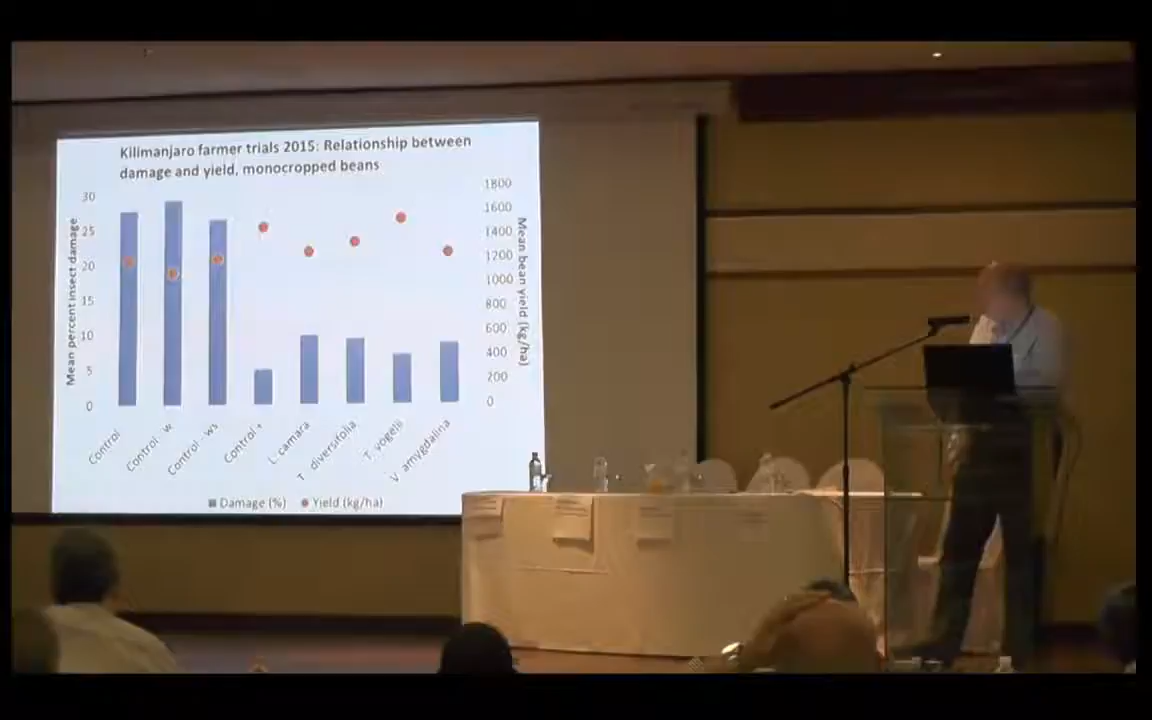 Kilimanjaro farmer trials 2015: Relationship between
damage and yield, monocropped beans
Mean percent insect damage
30
25
20
15
10
5
0
1800
1600
1400
1200
1000
800
600
400
200
0
Mean bean yield (kg/ha)
Control
Control - w
Control - ws
Control +
L. camara
T. diversifolia
T. vogelii
V. amygdalina
Damage (%)
Yield (kg/ha)